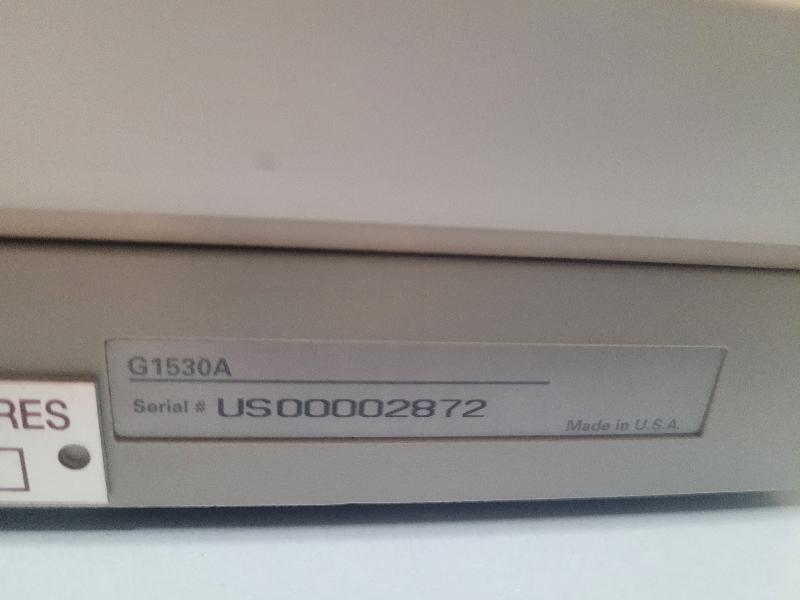 G1530A
Serial # US00002872
Made in U.S.A.
RES